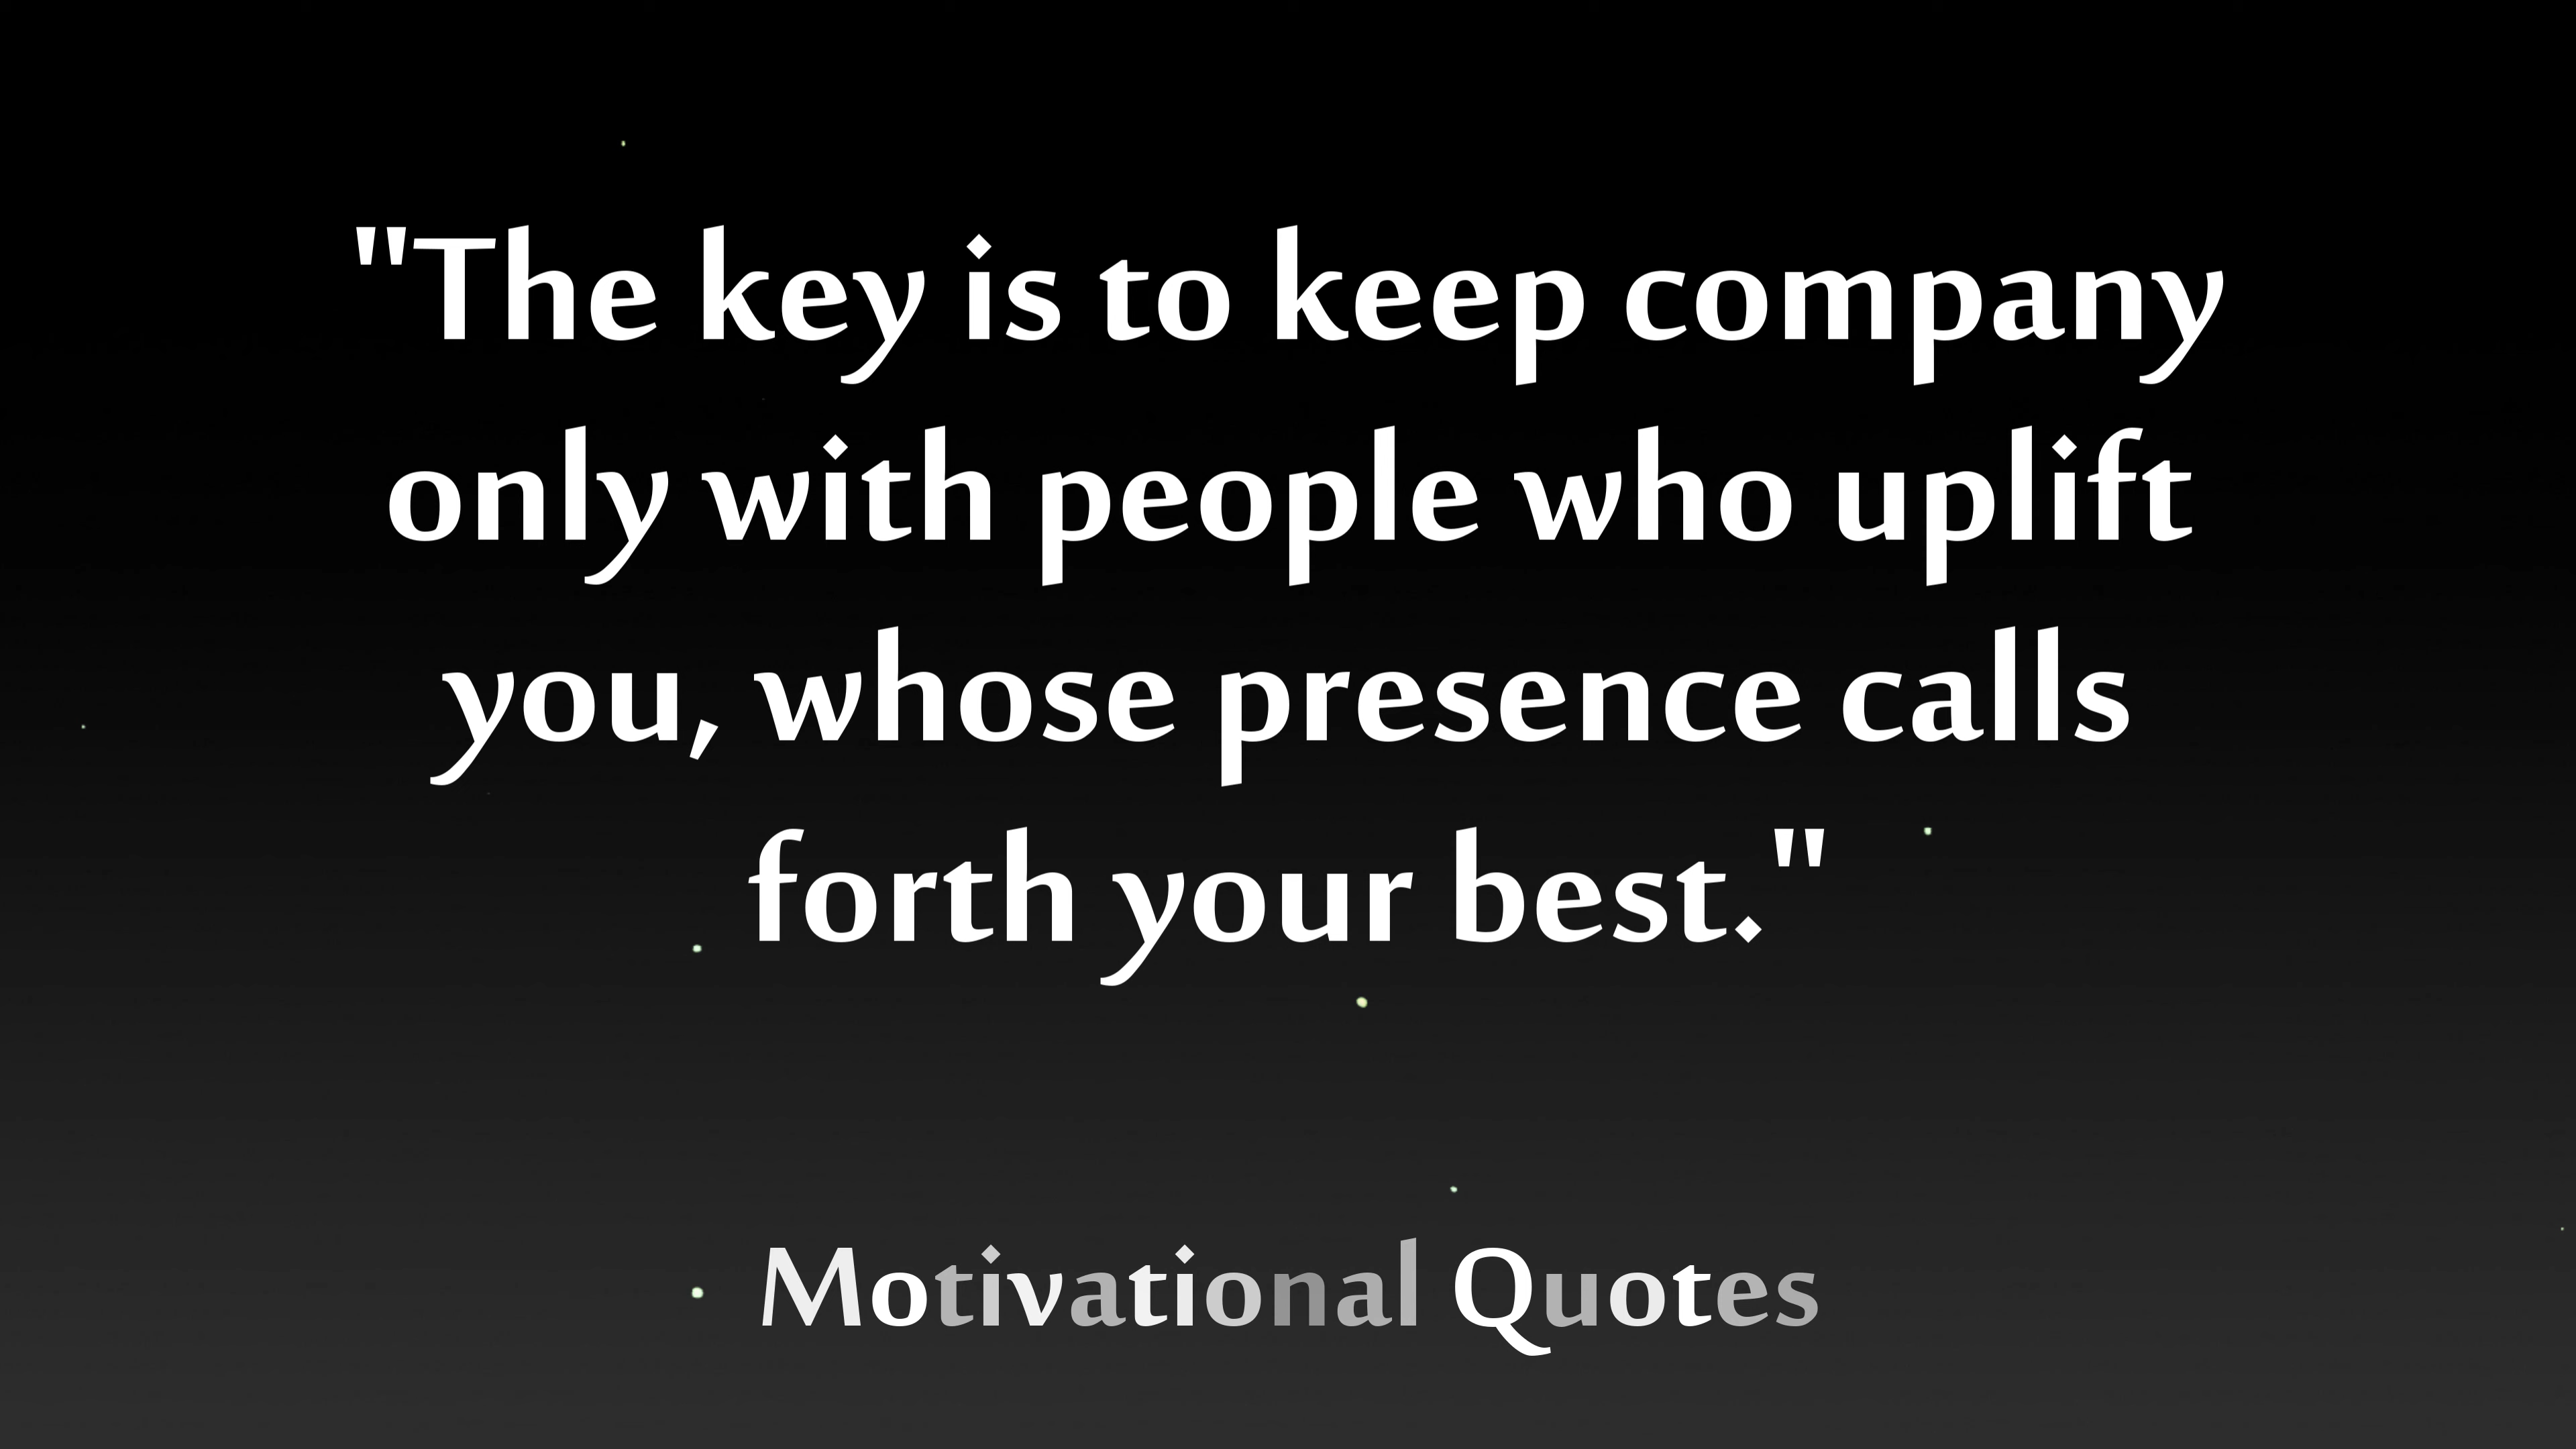 "The key is to keep company
only with people who uplift
you, whose presence calls
forth your best."
Motivational Quotes